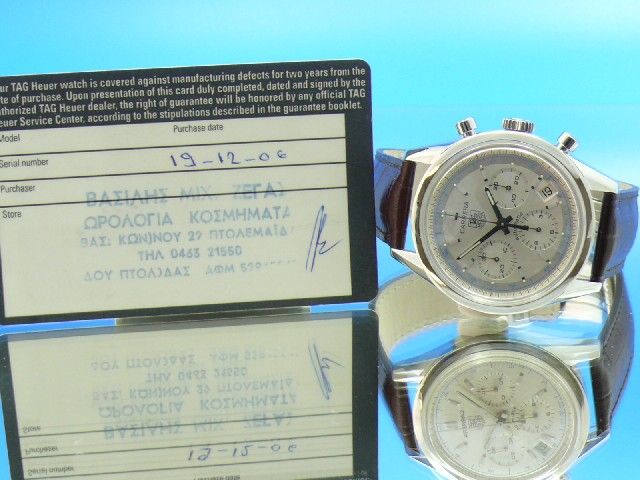 ur TAG Heuer watch is covered against manufacturing defects for two years from the
te of purchase. Upon presentation of this card duly completed, dated and signed by the
uthorized TAG Heuer dealer, the right of guarantee will be honored by any official TAG
euer Service Center, according to the stipulations described in the guarantee booklet.
Model
Purchase date
Serial number
19-12-06
Purchaser
ΒΑΣΙΛΗΣ ΜΙΧ. ΖΕΓΑΣ
Store
ΩΡΟΛΟΓΙΑ ΚΟΣΜΗΜΑΤΑ
ΒΑΣ: ΚΩΝ)ΝΟΥ 29 ΠΤΟΛΕΜΑΪΔΑ
ΤΗΛ 0463 21550
ΔΟΥ ΠΤΟΛ)ΔΑΣ ΑΦΜ
CARRERA